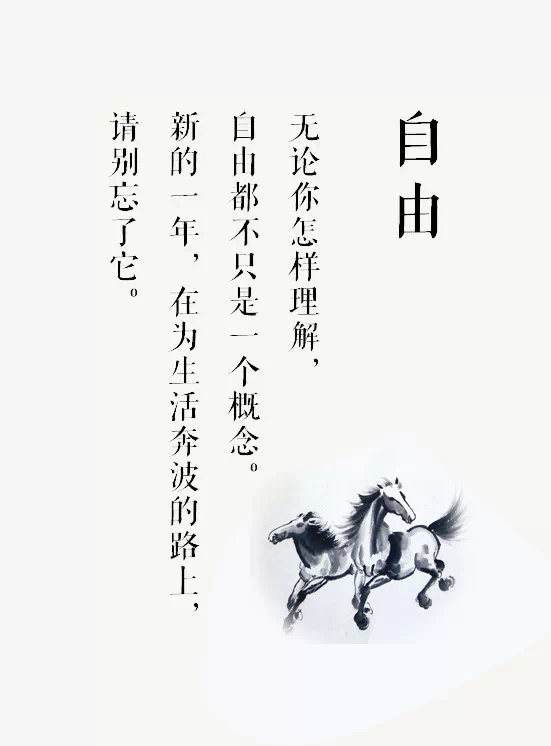 自由
无论你怎样理解，
自由都不只是一个概念。
新的一年，在为生活奔波的路上，
请别忘了它。